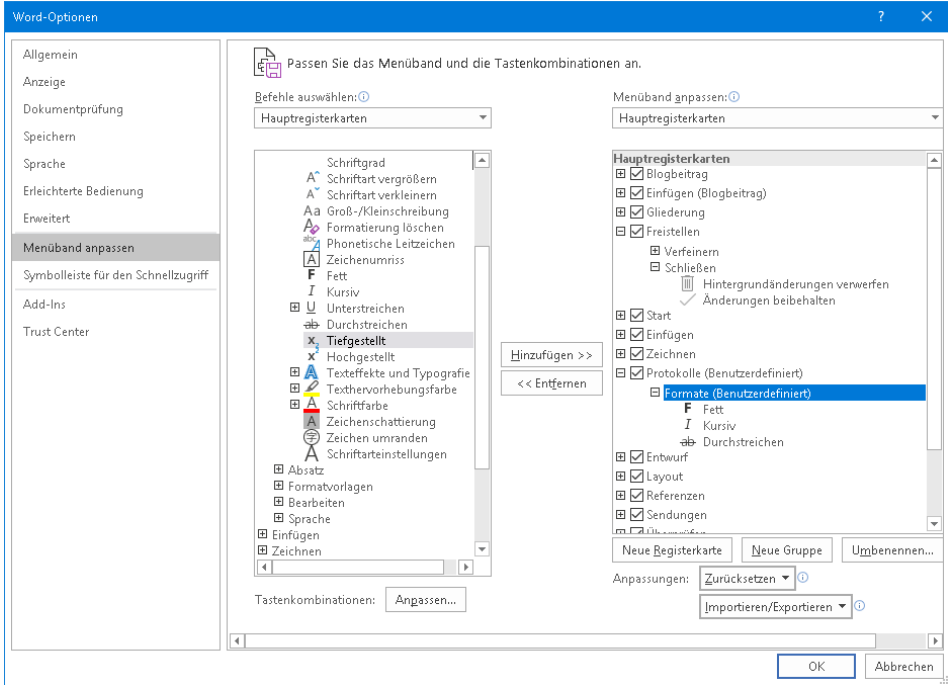 Word-Optionen
Allgemein
Anzeige
Dokumentprüfung
Speichern
Sprache
Erleichterte Bedienung
Erweitert
Menüband anpassen
Symbolleiste für den Schnellzugriff
Add-Ins
Trust Center
Passen Sie das Menüband und die Tastenkombinationen an.
Befehle auswählen:
Hauptregisterkarten
Schriftgrad
Schriftart vergrößern
Schriftart verkleinern
Groß-/Kleinschreibung
Formatierung löschen
Phonetische Leitzeichen
Zeichenumriss
Fett
Kursiv
Unterstreichen
Durchstreichen
Tiefgestellt
Hochgestellt
Texteffekte und Typografie
Texthervorhebungsfarbe
Schriftfarbe
Zeichenschattierung
Zeichen umranden
Schriftarteinstellungen
Absatz
Formatvorlagen
Bearbeiten
Sprache
Einfügen
Zeichnen
Tastenkombinationen: Anpassen...
Hinzufügen >>
<< Entfernen
Menüband anpassen:
Hauptregisterkarten
Hauptregisterkarten
Blogbeitrag
Einfügen (Blogbeitrag)
Gliederung
Freistellen
Verfeinern
Schließen
Hintergrundänderungen verwerfen
Änderungen beibehalten
Start
Einfügen
Zeichnen
Protokolle (Benutzerdefiniert)
Formate (Benutzerdefiniert)
Fett
Kursiv
Durchstreichen
Entwurf
Layout
Referenzen
Sendungen
Überprüfen
Neue Registerkarte Neue Gruppe Umbenennen...
Anpassungen: Zurücksetzen
Importieren/Exportieren
OK Abbrechen